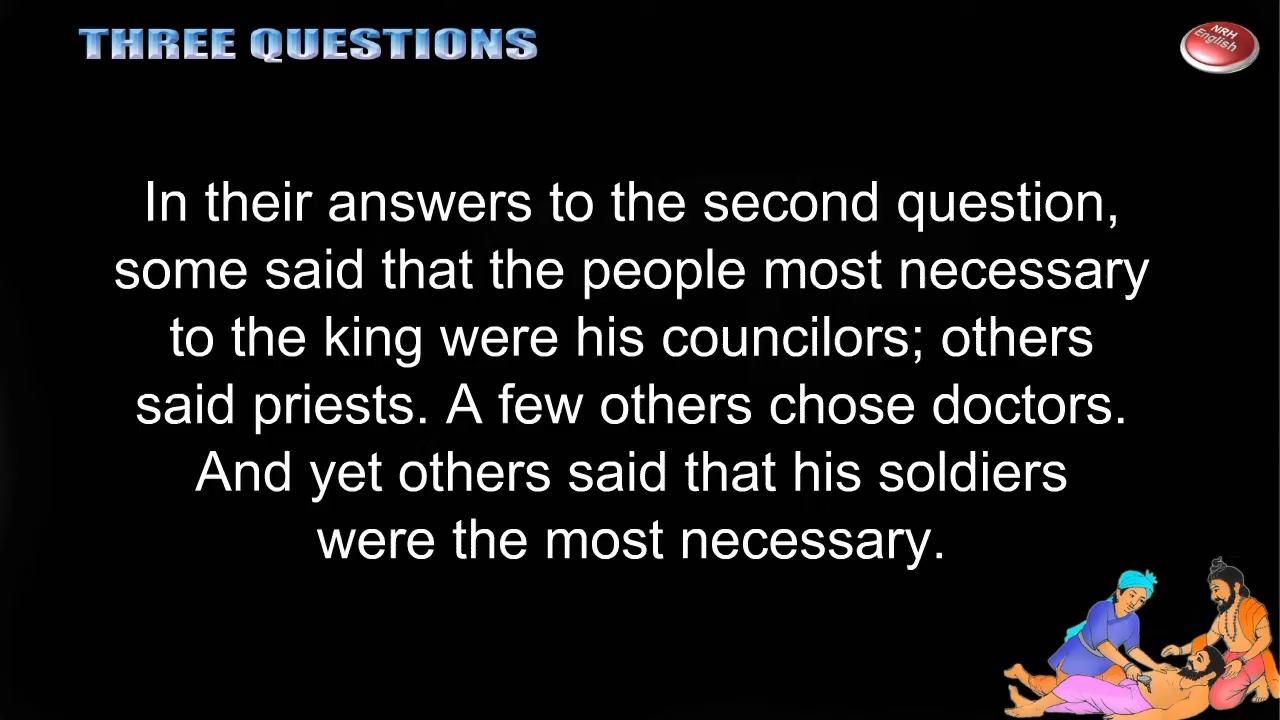 THREE QUESTIONS
NRH
English
In their answers to the second question,
some said that the people most necessary
to the king were his councilors; others
said priests. A few others chose doctors.
And yet others said that his soldiers
were the most necessary.